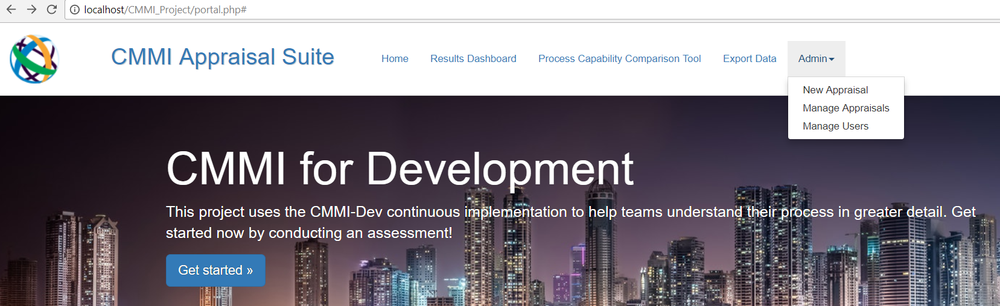 localhost/CMMI_Project/portal.php#
CMMI Appraisal Suite
Home
Results Dashboard
Process Capability Comparison Tool
Export Data
Admin
New Appraisal
Manage Appraisals
Manage Users
CMMI for Development
This project uses the CMMI-Dev continuous implementation to help teams understand their process in greater detail. Get
started now by conducting an assessment!
Get started »